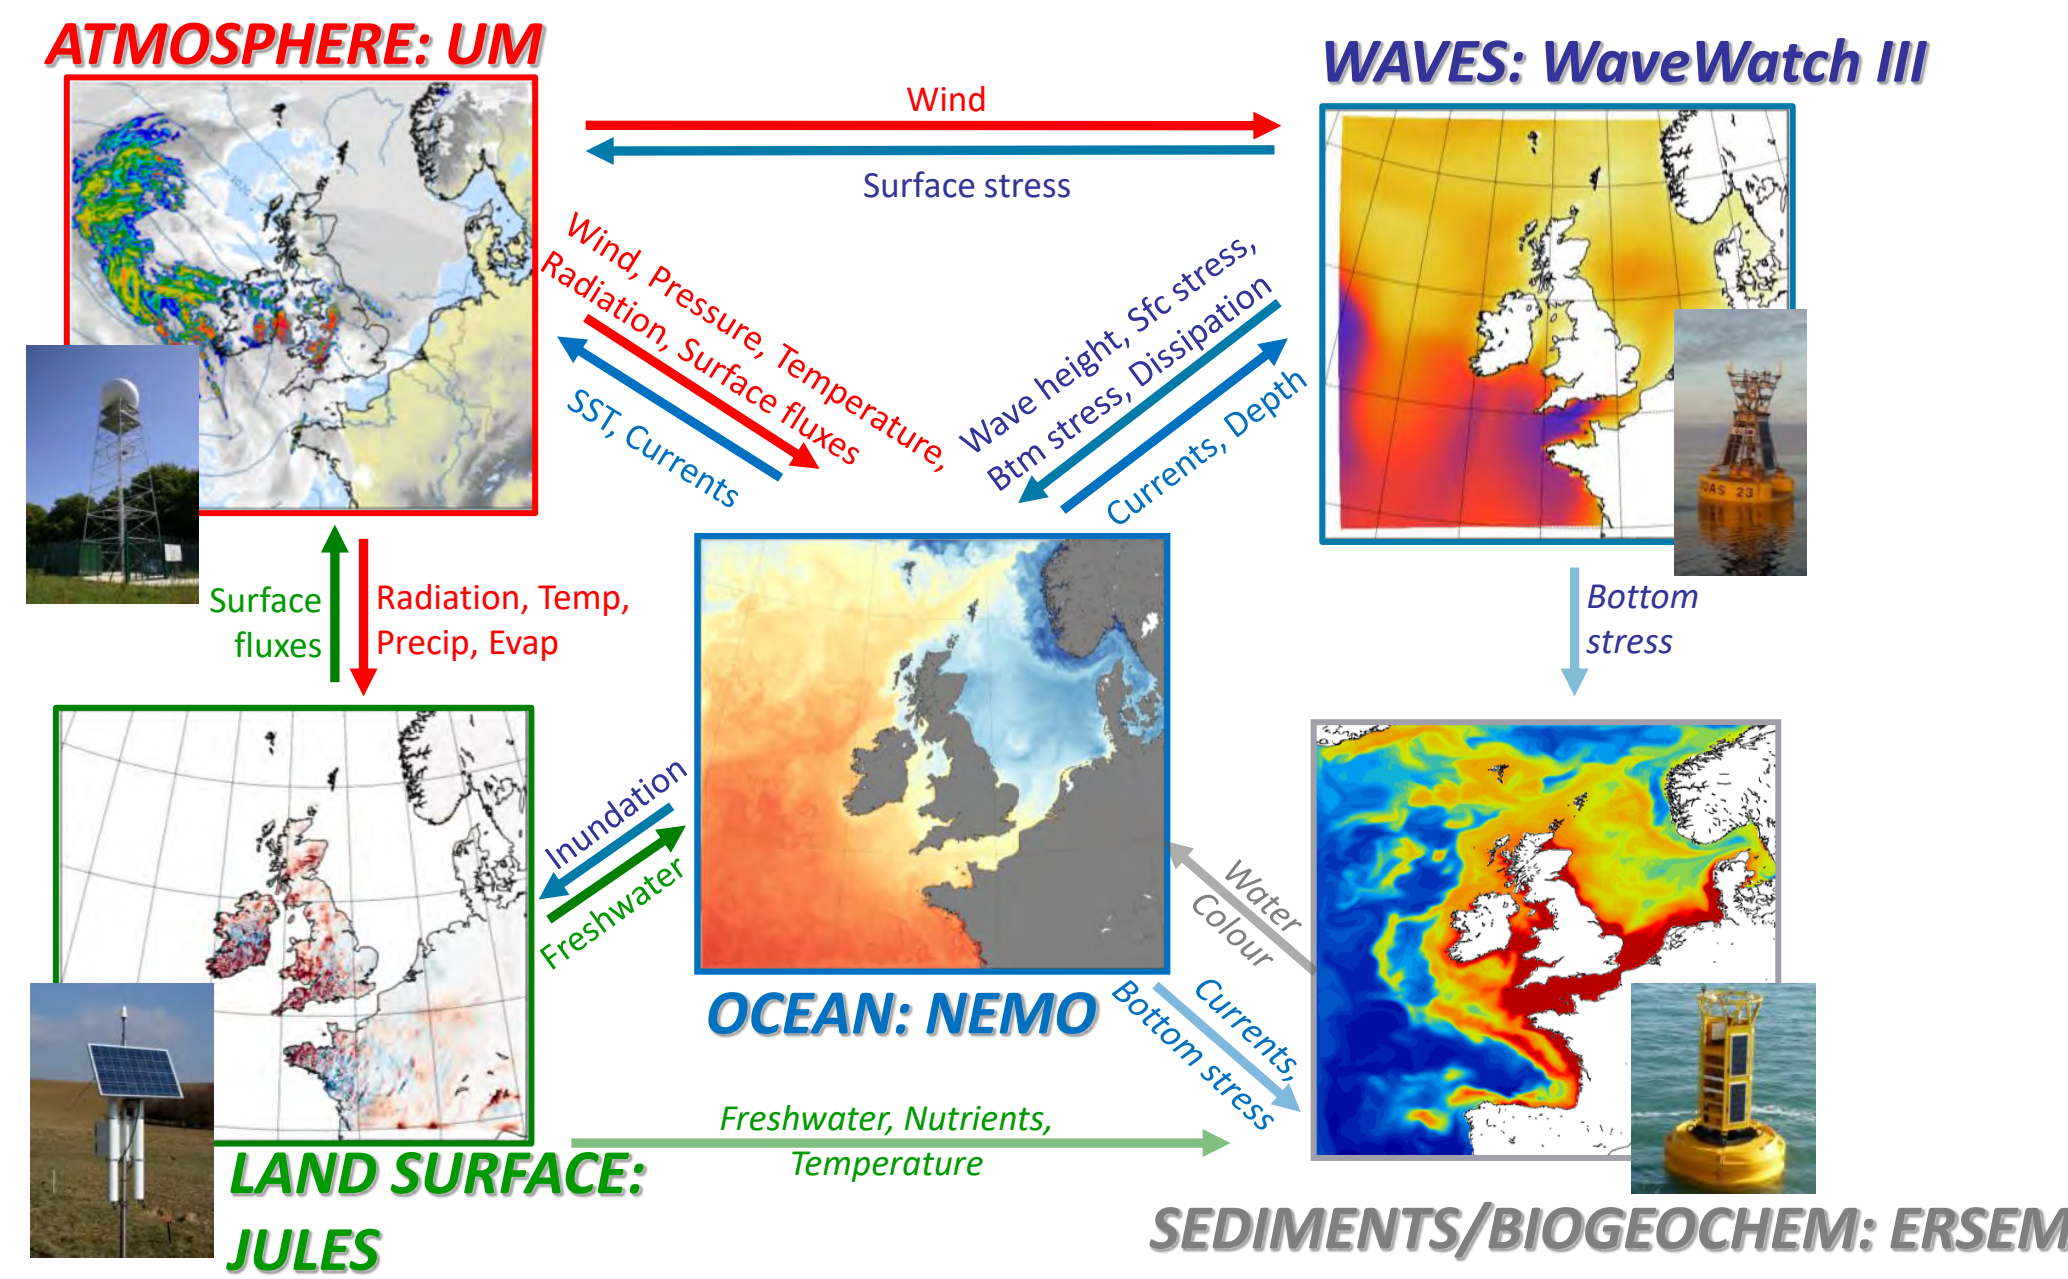 ATMOSPHERE: UM
WAVES: WaveWatch III
Wind
Surface stress
Wind, Pressure, Temperature,
Radiation, Surface fluxes
SST, Currents
Wave height, Sfc stress,
Btm stress, Dissipation
Currents, Depth
Surface
fluxes
Radiation, Temp,
Precip, Evap
Bottom
stress
Inundation
Freshwater
Water
Colour
OCEAN: NEMO
Currents,
Bottom stress
Freshwater, Nutrients,
Temperature
LAND SURFACE:
JULES
SEDIMENTS/BIOGEOCHEM: ERSEM